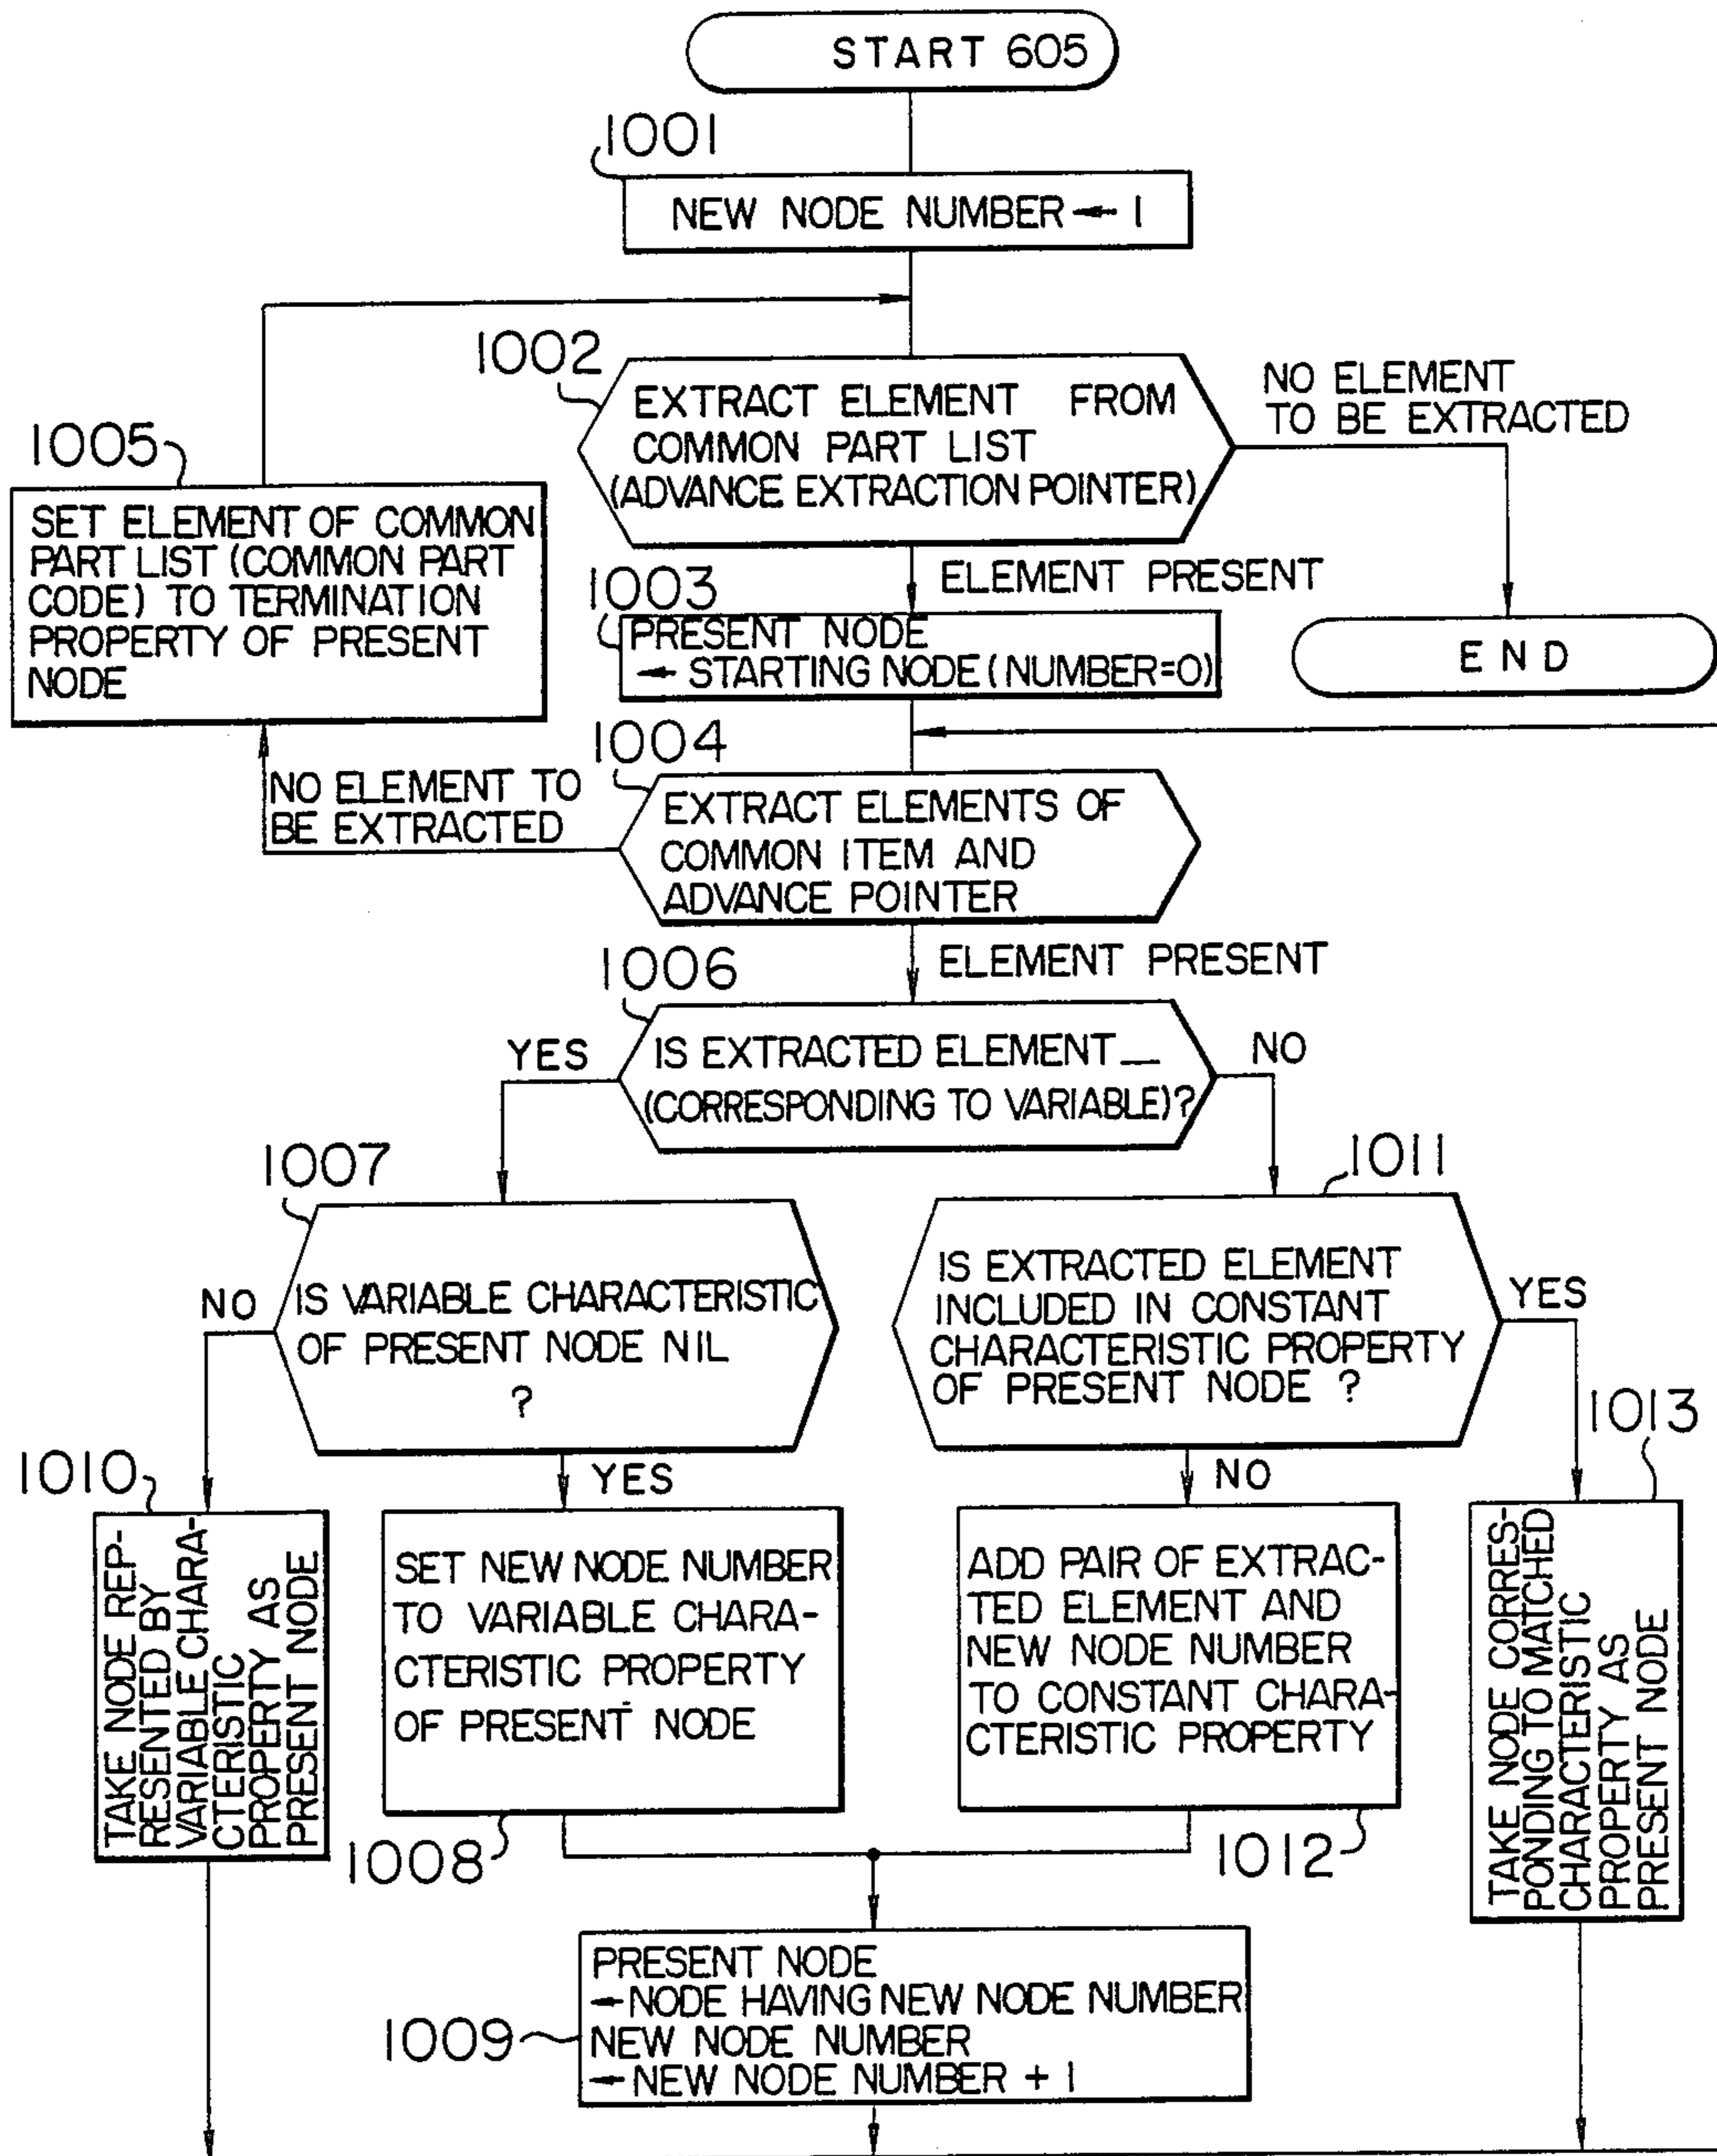 START 605
1001
NEW NODE NUMBER ← 1
1002
EXTRACT ELEMENT FROM
COMMON PART LIST
(ADVANCE EXTRACTION POINTER)
NO ELEMENT
TO BE EXTRACTED
1005
SET ELEMENT OF COMMON
PART LIST (COMMON PART
CODE) TO TERMINATION
PROPERTY OF PRESENT
NODE
ELEMENT PRESENT
1003
PRESENT NODE
← STARTING NODE (NUMBER=0)
END
1004
NO ELEMENT TO
BE EXTRACTED
EXTRACT ELEMENTS OF
COMMON ITEM AND
ADVANCE POINTER
ELEMENT PRESENT
1006
YES
IS EXTRACTED ELEMENT __
(CORRESPONDING TO VARIABLE)?
NO
1007
NO
IS VARIABLE CHARACTERISTIC
OF PRESENT NODE NIL
?
YES
1011
IS EXTRACTED ELEMENT
INCLUDED IN CONSTANT
CHARACTERISTIC PROPERTY
OF PRESENT NODE ?
YES
NO
1010
TAKE NODE REP-
RESENTED BY
VARIABLE CHARA-
CTERISTIC
PROPERTY AS
PRESENT NODE
SET NEW NODE NUMBER
TO VARIABLE CHARA-
CTERISTIC PROPERTY
OF PRESENT NODE
1008
ADD PAIR OF EXTRAC-
TED ELEMENT AND
NEW NODE NUMBER
TO CONSTANT CHARA-
CTERISTIC PROPERTY
1012
1013
TAKE NODE CORRES-
PONDING TO MATCHED
CHARACTERISTIC
PROPERTY AS
PRESENT NODE
1009
PRESENT NODE
← NODE HAVING NEW NODE NUMBER
NEW NODE NUMBER
← NEW NODE NUMBER + 1